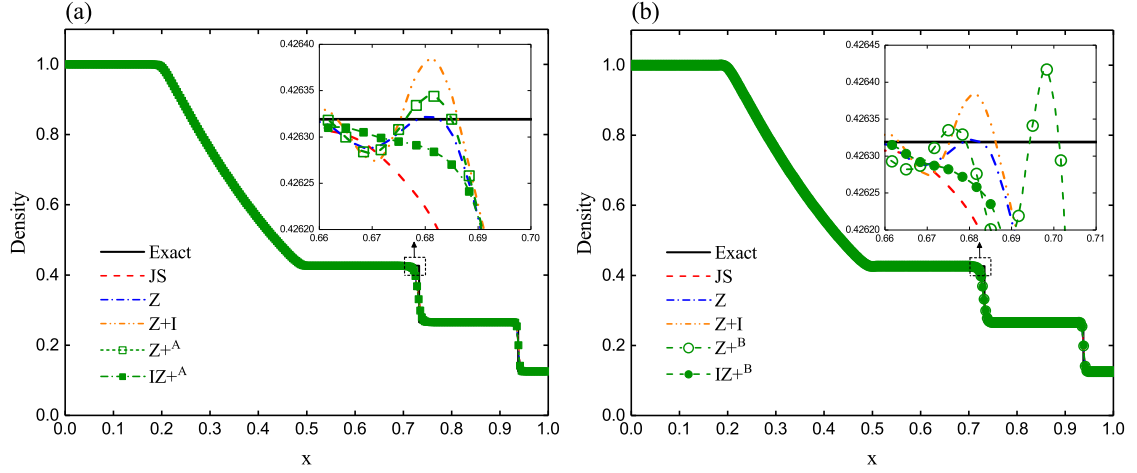 (a)
0.42640
0.42635
0.42630
0.42625
0.42620
0.66 0.67 0.68 0.69 0.70
1.0
0.8
0.6
0.4
0.2
0.0
Density
Exact
JS
Z
Z+I
Z+^A
IZ+^A
0.0 0.1 0.2 0.3 0.4 0.5 0.6 0.7 0.8 0.9 1.0
x
(b)
0.42645
0.42640
0.42635
0.42630
0.42625
0.42620
0.66 0.67 0.68 0.69 0.70 0.71
1.0
0.8
0.6
0.4
0.2
0.0
Density
Exact
JS
Z
Z+I
Z+^B
IZ+^B
0.0 0.1 0.2 0.3 0.4 0.5 0.6 0.7 0.8 0.9 1.0
x